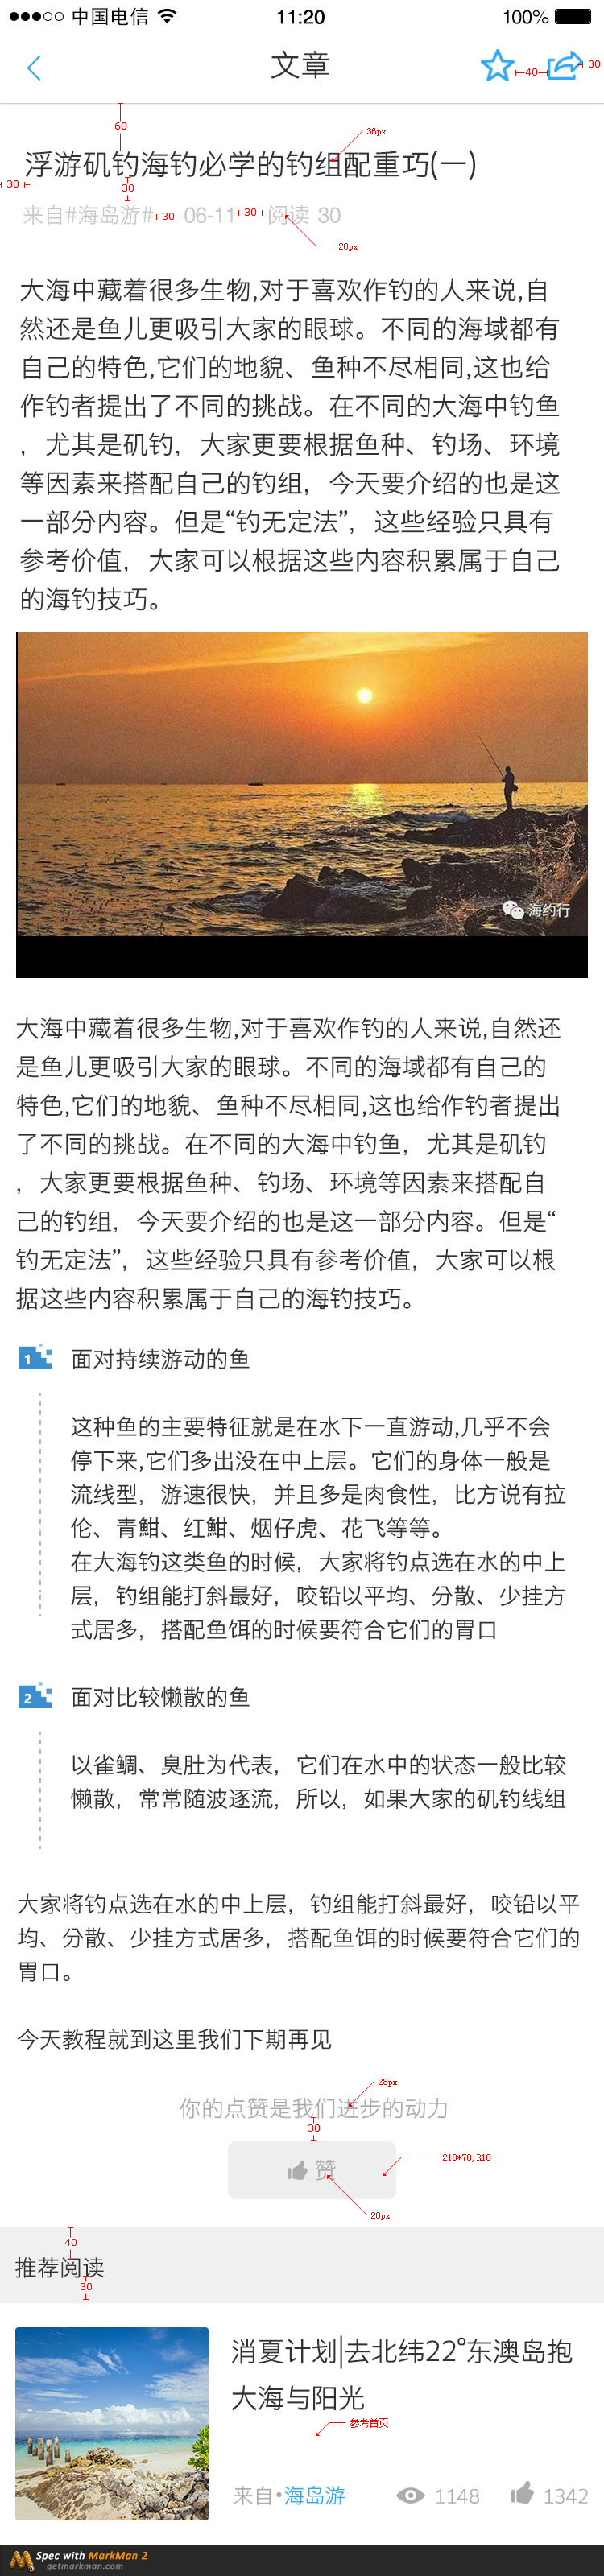 中国电信 11:20 100%
文章
40 30
60
36px
浮游矶钓海钓必学的钓组配重巧(一)
30
30
来自#海岛游# 30 06-11 30 阅读 30
28px
大海中藏着很多生物,对于喜欢作钓的人来说,自
然还是鱼儿更吸引大家的眼球。不同的海域都有
自己的特色,它们的地貌、鱼种不尽相同,这也给
作钓者提出了不同的挑战。在不同的大海中钓鱼
，尤其是矶钓，大家更要根据鱼种、钓场、环境
等因素来搭配自己的钓组，今天要介绍的也是这
一部分内容。但是“钓无定法”，这些经验只具有
参考价值，大家可以根据这些内容积累属于自己
的海钓技巧。
海约行
大海中藏着很多生物,对于喜欢作钓的人来说,自然还
是鱼儿更吸引大家的眼球。不同的海域都有自己的
特色,它们的地貌、鱼种不尽相同,这也给作钓者提出
了不同的挑战。在不同的大海中钓鱼，尤其是矶钓
，大家更要根据鱼种、钓场、环境等因素来搭配自
己的钓组，今天要介绍的也是这一部分内容。但是“
钓无定法”，这些经验只具有参考价值，大家可以根
据这些内容积累属于自己的海钓技巧。
1 面对持续游动的鱼
这种鱼的主要特征就是在水下一直游动,几乎不会
停下来,它们多出没在中上层。它们的身体一般是
流线型，游速很快，并且多是肉食性，比方说有拉
伦、青鲑、红鲑、烟仔虎、花飞等等。
在大海钓这类鱼的时候，大家将钓点选在水的中上
层，钓组能打斜最好，咬铅以平均、分散、少挂方
式居多，搭配鱼饵的时候要符合它们的胃口
2 面对比较懒散的鱼
以雀鲷、臭肚为代表，它们在水中的状态一般比较
懒散，常常随波逐流，所以，如果大家的矶钓线组
大家将钓点选在水的中上层，钓组能打斜最好，咬铅以平
均、分散、少挂方式居多，搭配鱼饵的时候要符合它们的
胃口。
今天教程就到这里我们下期再见
28px
你的点赞是我们进步的动力
30
210*70, R10
赞
28px
40
推荐阅读
30
消夏计划|去北纬22°东澳岛抱
大海与阳光
参考首页
来自•海岛游 1148 1342
Spec with MarkMan 2
getmarkman.com